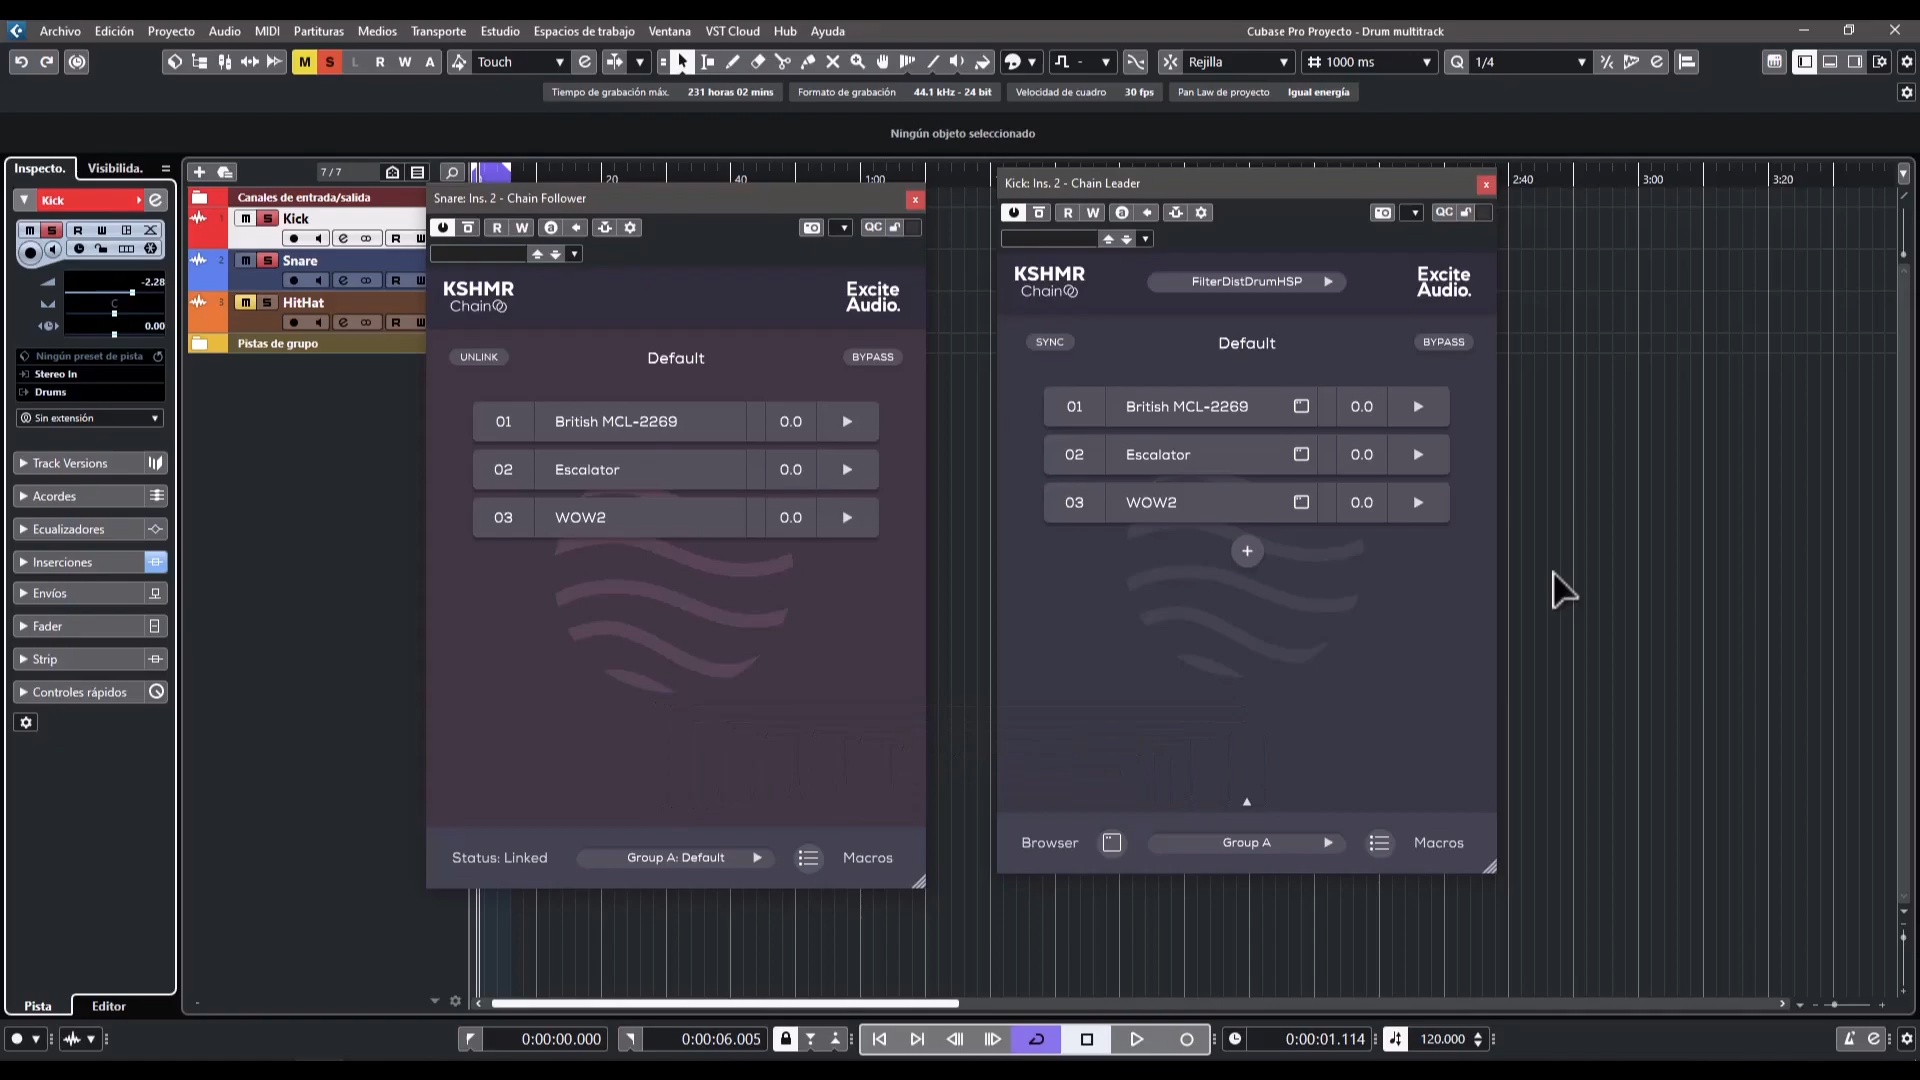 Archivo Edición Proyecto Audio MIDI Partituras Medios Transporte Estudio Espacios de trabajo Ventana VST Cloud Hub Ayuda Cubase Pro Proyecto - Drum multitrack
M S L R W A Touch Rejilla 1000 ms Q 1/4
Tiempo de grabación máx. 231 horas 02 mins Formato de grabación 44.1 kHz - 24 bit Velocidad de cuadro 30 fps Pan Law de proyecto Igual energía
Ningún objeto seleccionado
Inspecto. Visibilida.
Kick
M S R W
-2.28
C
0.00
Ningún preset de pista
Stereo In
Drums
Sin extensión
Track Versions
Acordes
Ecualizadores
Inserciones
Envíos
Fader
Strip
Controles rápidos
Pista Editor
7 / 7
Canales de entrada/salida
1 m S Kick
R
2 m S Snare
R
3 m S HitHat
R
Pistas de grupo
20 40 1:00 2:40 3:00 3:20
Snare: Ins. 2 - Chain Follower
R W QC
KSHMR
Chain
Excite
Audio.
UNLINK Default BYPASS
01 British MCL-2269 0.0
02 Escalator 0.0
03 WOW2 0.0
Status: Linked Group A: Default Macros
Kick: Ins. 2 - Chain Leader
R W QC
KSHMR
Chain
FilterDistDrumHSP
Excite
Audio.
SYNC Default BYPASS
01 British MCL-2269 0.0
02 Escalator 0.0
03 WOW2 0.0
+
Browser Group A Macros
0:00:00.000 0:00:06.005 0:00:01.114 120.000